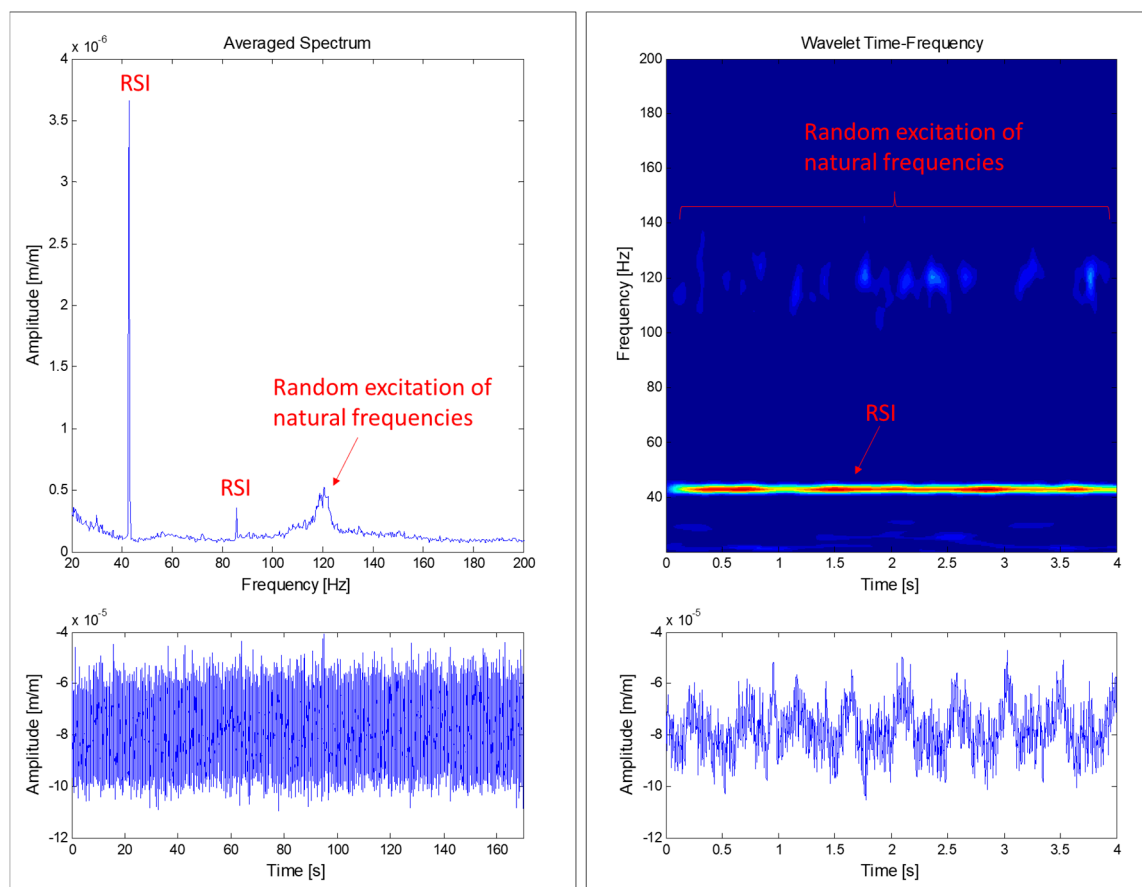 Averaged Spectrum
x 10⁻⁶
4
3.5
3
2.5
2
1.5
1
0.5
0
Amplitude [m/m]
RSI
Random excitation of
natural frequencies
RSI
20 40 60 80 100 120 140 160 180 200
Frequency [Hz]
x 10⁻⁵
-4
-6
-8
-10
-12
Amplitude [m/m]
0 20 40 60 80 100 120 140 160
Time [s]
Wavelet Time-Frequency
200
180
160
140
120
100
80
60
40
Frequency [Hz]
Random excitation of
natural frequencies
RSI
0 0.5 1 1.5 2 2.5 3 3.5 4
Time [s]
x 10⁻⁵
-4
-6
-8
-10
-12
Amplitude [m/m]
0 0.5 1 1.5 2 2.5 3 3.5 4
Time [s]